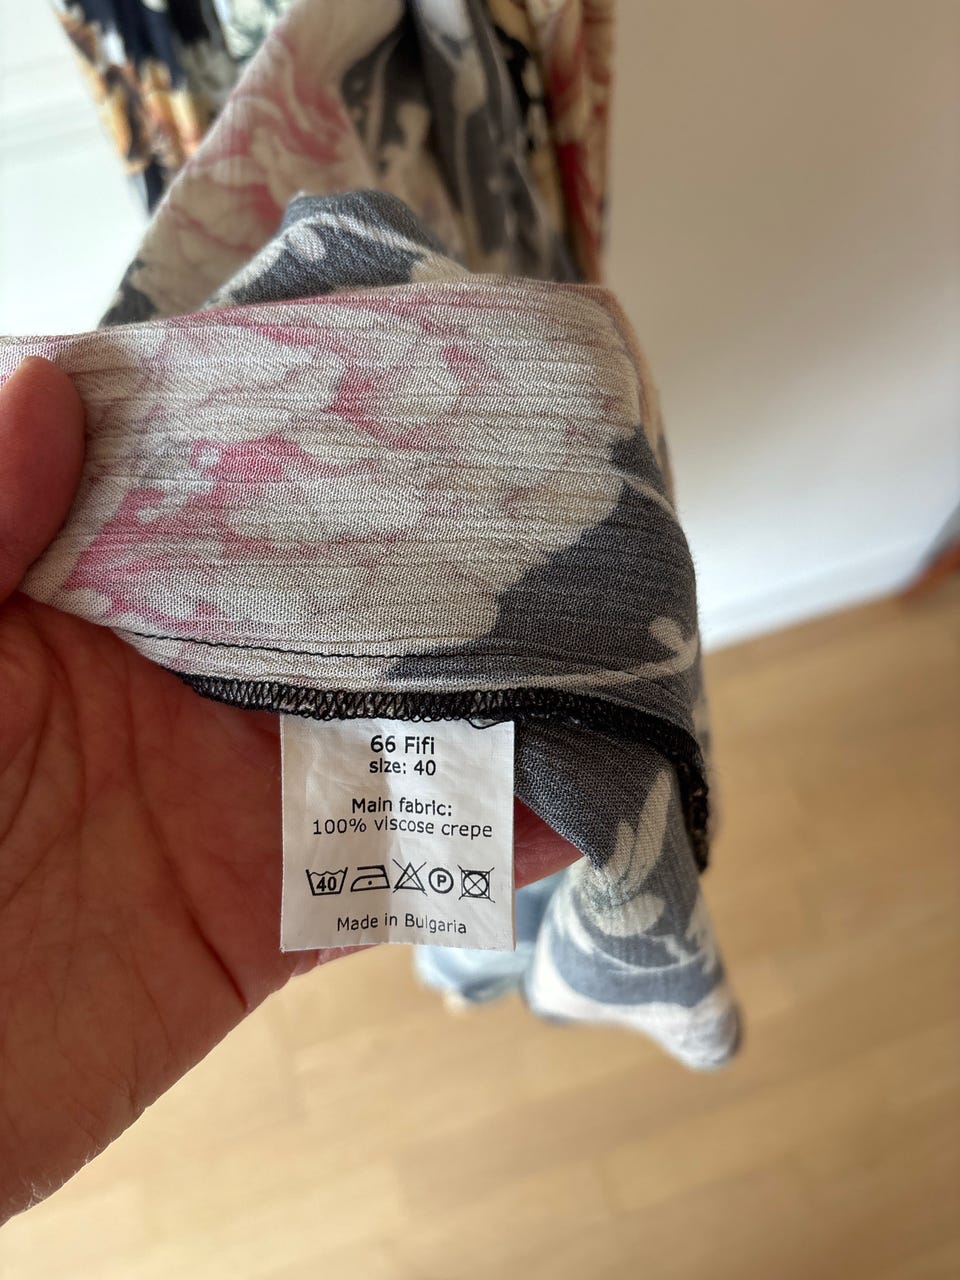 66 Fifi
size: 40
Main fabric:
100% viscose crepe
40 P
Made in Bulgaria